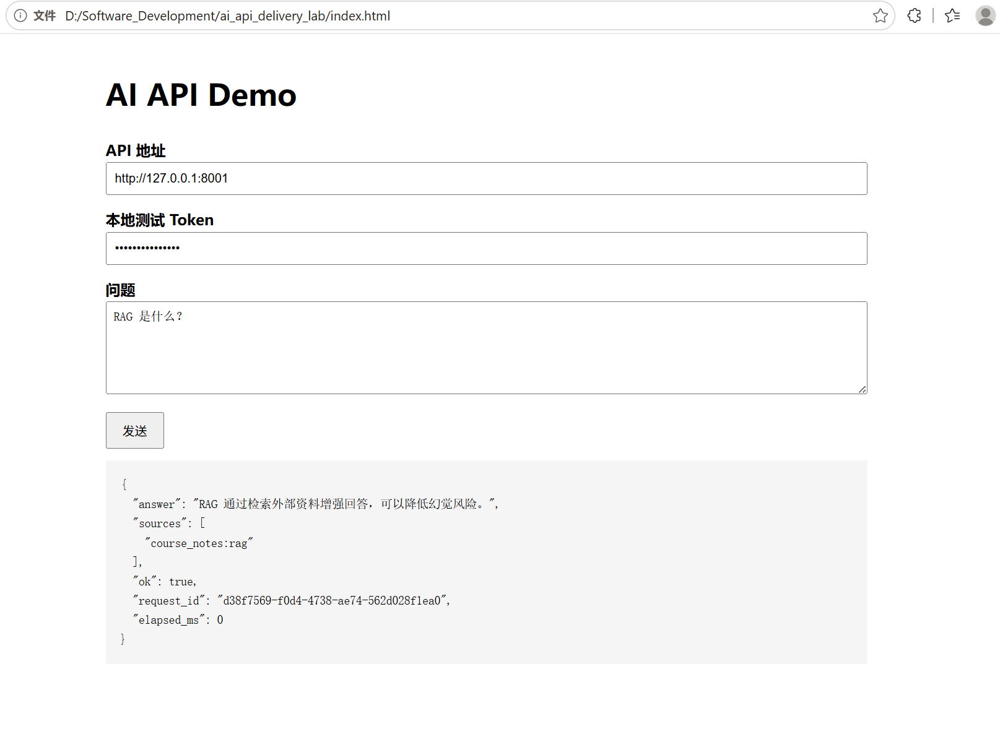 文件 D:/Software_Development/ai_api_delivery_lab/index.html
AI API Demo
API 地址
http://127.0.0.1:8001
本地测试 Token
•••••••••••••••
问题
RAG 是什么？
发送
{
  "answer": "RAG 通过检索外部资料增强回答，可以降低幻觉风险。",
  "sources": [
    "course_notes:rag"
  ],
  "ok": true,
  "request_id": "d38f7569-f0d4-4738-ae74-562d028f1ea0",
  "elapsed_ms": 0
}